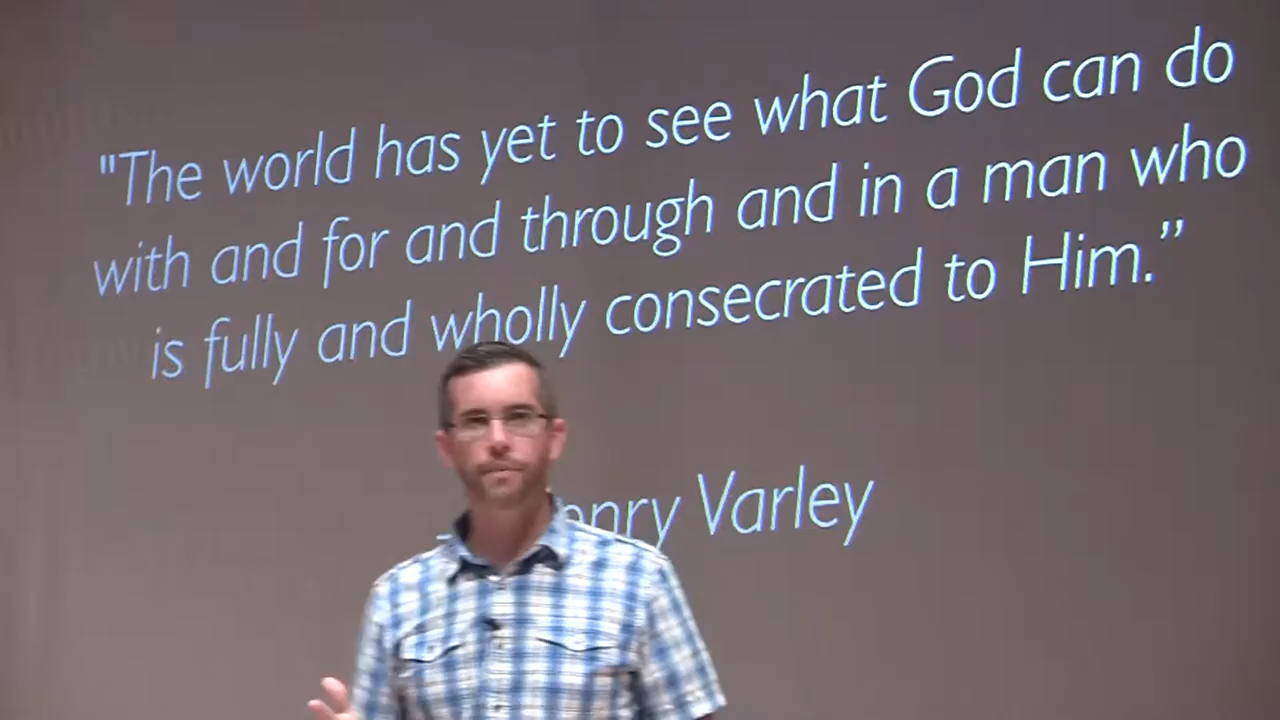 "The world has yet to see what God can do
with and for and through and in a man who
is fully and wholly consecrated to Him.”
enry Varley